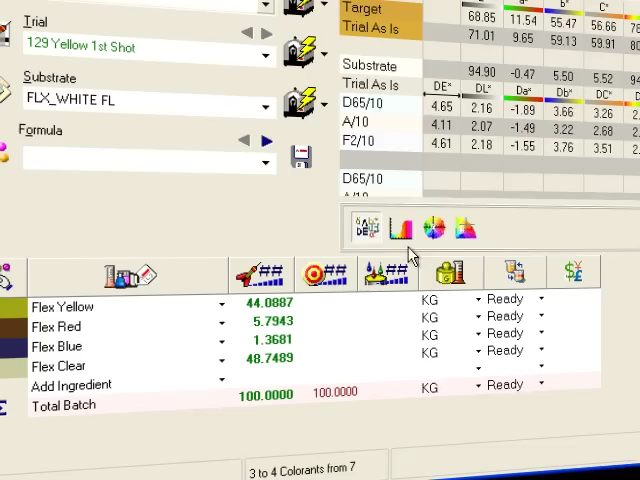 Trial
129 Yellow 1st Shot
Substrate
FLX_WHITE FL
Formula
Target 68.85 11.54 55.47 56.66
Trial As Is 71.01 9.65 59.13 59.91
Substrate 94.90 -0.47 5.50 5.52
Trial As Is DE* DL* Da* Db* DC*
D65/10 4.65 2.16 -1.89 3.66 3.26
A/10 4.11 2.07 -1.49 3.22 2.68
F2/10 4.61 2.18 -1.55 3.76 3.51
D65/10
A/10
## ## ##
Flex Yellow 44.0887 KG Ready
Flex Red 5.7943 KG Ready
Flex Blue 1.3681 KG Ready
Flex Clear 48.7489 KG Ready
Add Ingredient
Total Batch 100.0000 100.0000 KG Ready
3 to 4 Colorants from 7